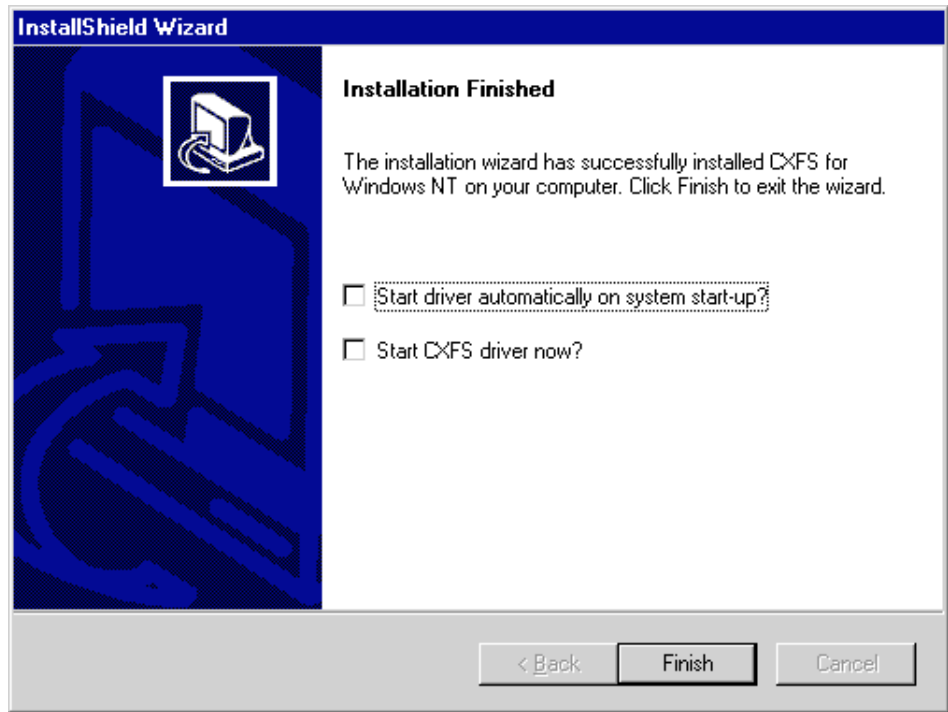 InstallShield Wizard
Installation Finished
The installation wizard has successfully installed CXFS for
Windows NT on your computer. Click Finish to exit the wizard.
Start driver automatically on system start-up?
Start CXFS driver now?
< Back
Finish
Cancel